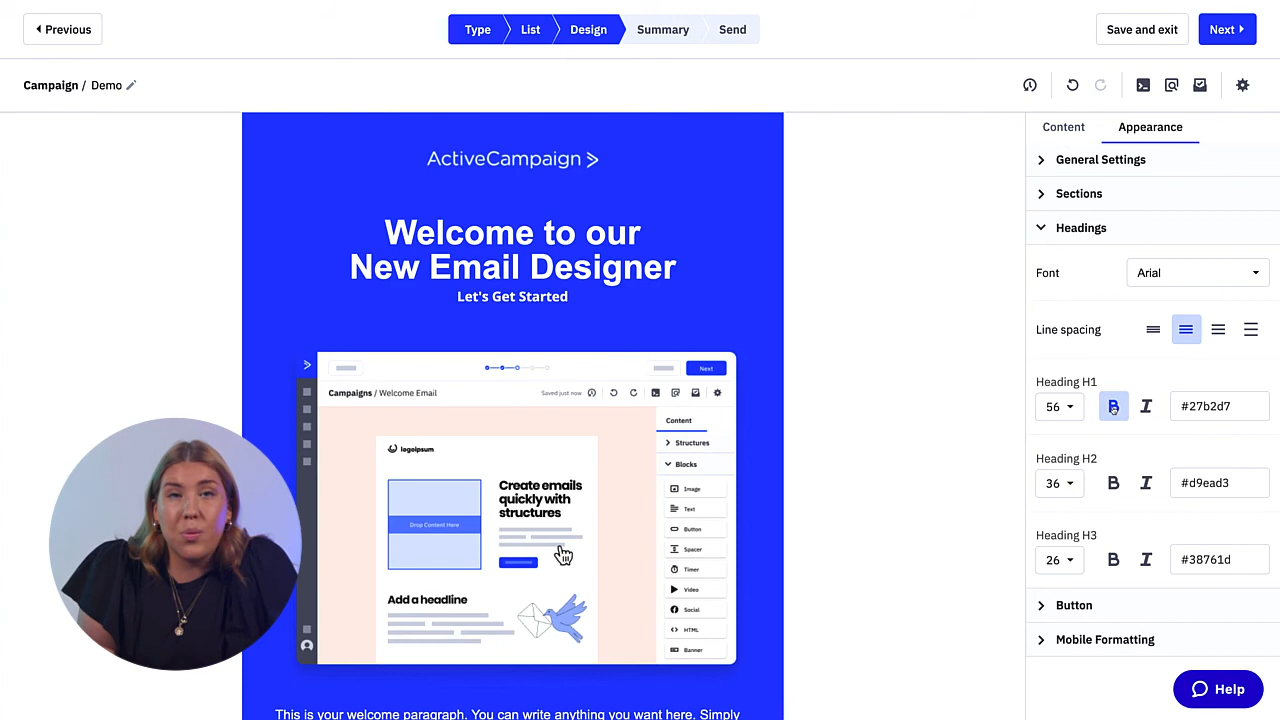 Previous
Type
List
Design
Summary
Send
Save and exit
Next
Campaign / Demo
Content
Appearance
General Settings
Sections
Headings
Font
Arial
Line spacing
Heading H1
56
B
I
#27b2d7
Heading H2
36
B
I
#d9ead3
Heading H3
26
B
I
#38761d
Button
Mobile Formatting
Help
ActiveCampaign
Welcome to our
New Email Designer
Let's Get Started
Next
Campaigns / Welcome Email
Saved just now
Content
Structures
Blocks
Image
Text
Button
Spacer
Timer
Video
Social
HTML
Banner
logoipsum
Drop Content Here
Create emails
quickly with
structures
Add a headline
This is your welcome paragraph. You can write anything you want here. Simply